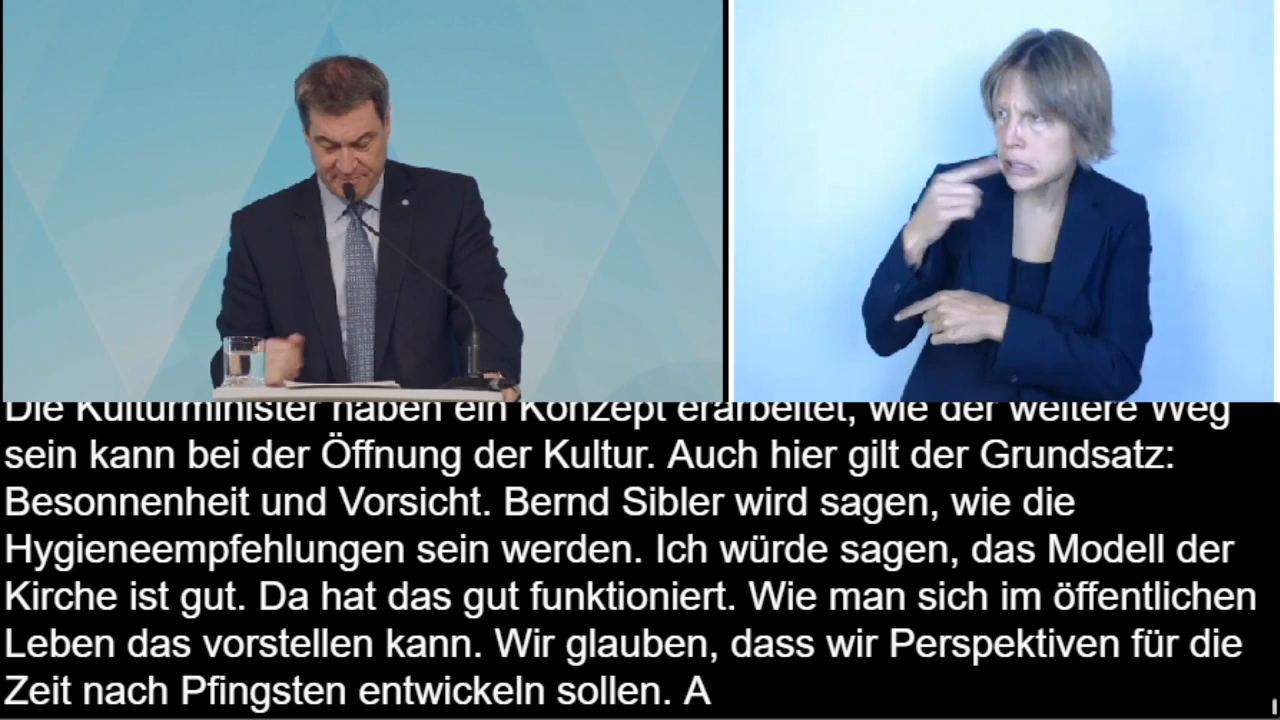 Die Kulturminister haben ein Konzept erarbeitet, wie der weitere Weg
sein kann bei der Öffnung der Kultur. Auch hier gilt der Grundsatz:
Besonnenheit und Vorsicht. Bernd Sibler wird sagen, wie die
Hygieneempfehlungen sein werden. Ich würde sagen, das Modell der
Kirche ist gut. Da hat das gut funktioniert. Wie man sich im öffentlichen
Leben das vorstellen kann. Wir glauben, dass wir Perspektiven für die
Zeit nach Pfingsten entwickeln sollen. A